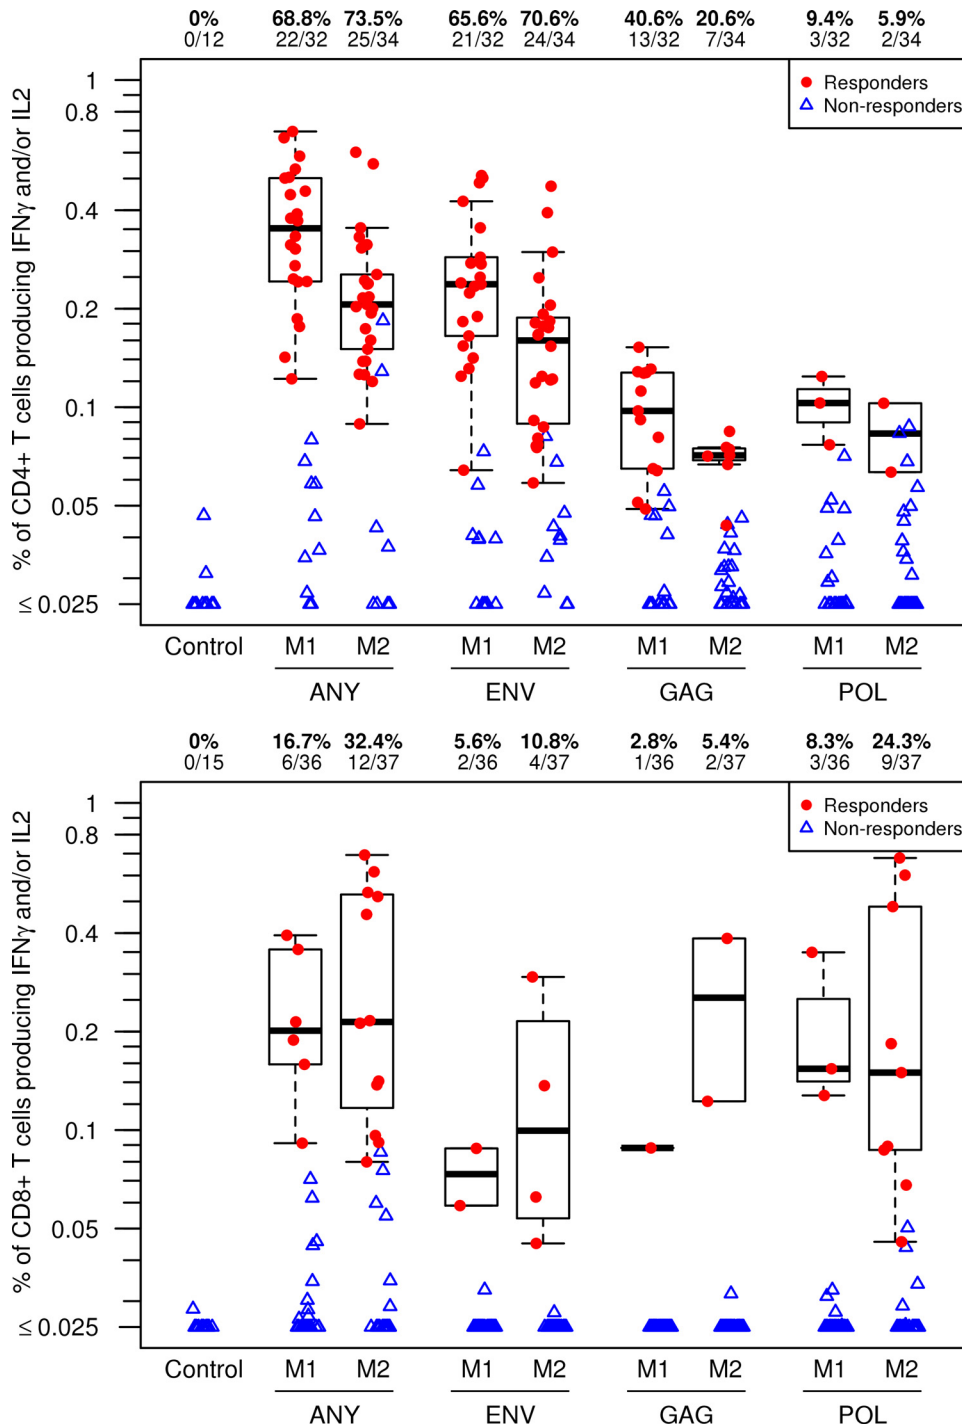 0% 68.8% 73.5% 65.6% 70.6% 40.6% 20.6% 9.4% 5.9%
0/12 22/32 25/34 21/32 24/34 13/32 7/34 3/32 2/34
% of CD4+ T cells producing IFNγ and/or IL2
1
0.8
0.4
0.2
0.1
0.05
≤ 0.025
Responders
Non-responders
Control M1 M2 M1 M2 M1 M2 M1 M2
ANY ENV GAG POL
0% 16.7% 32.4% 5.6% 10.8% 2.8% 5.4% 8.3% 24.3%
0/15 6/36 12/37 2/36 4/37 1/36 2/37 3/36 9/37
% of CD8+ T cells producing IFNγ and/or IL2
1
0.8
0.4
0.2
0.1
0.05
≤ 0.025
Responders
Non-responders
Control M1 M2 M1 M2 M1 M2 M1 M2
ANY ENV GAG POL